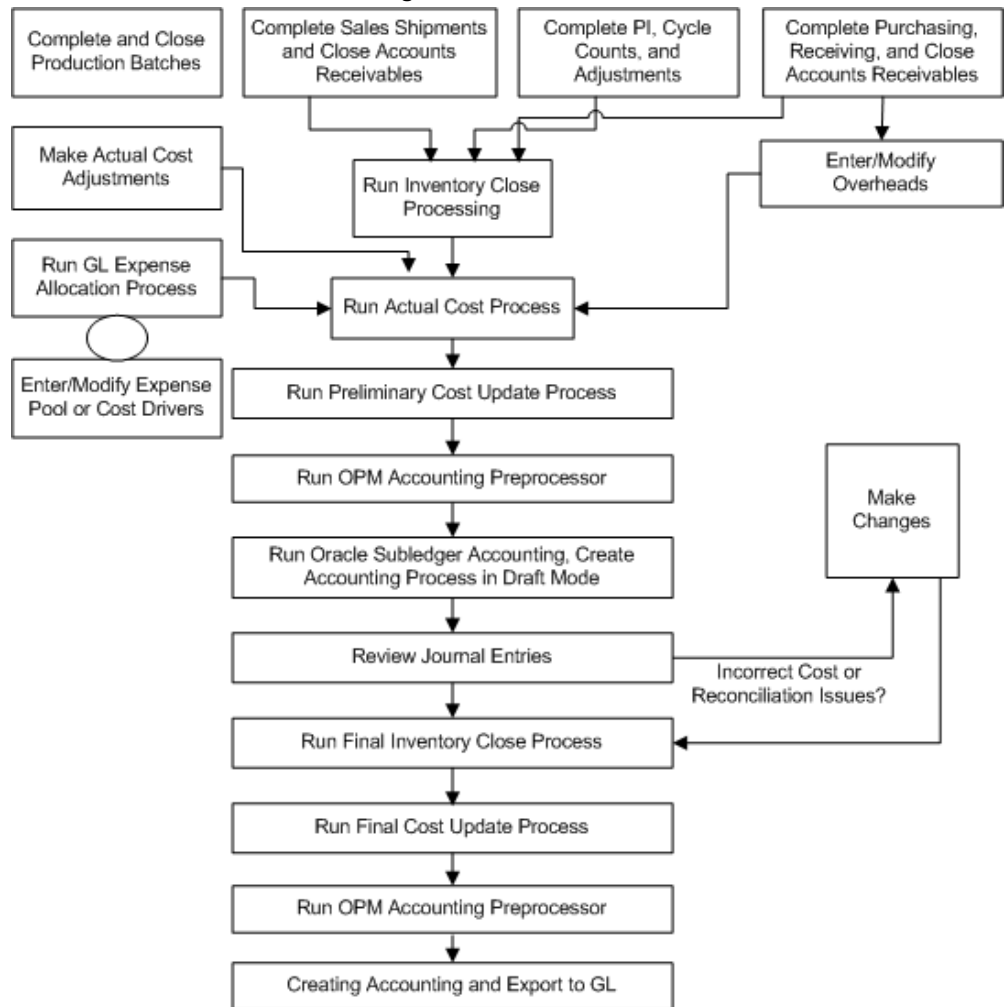 Complete and Close
Production Batches
Complete Sales Shipments
and Close Accounts
Receivables
Complete PI, Cycle
Counts, and
Adjustments
Complete Purchasing,
Receiving, and Close
Accounts Receivables
Make Actual Cost
Adjustments
Run Inventory Close
Processing
Enter/Modify
Overheads
Run GL Expense
Allocation Process
Run Actual Cost Process
Enter/Modify Expense
Pool or Cost Drivers
Run Preliminary Cost Update Process
Run OPM Accounting Preprocessor
Make
Changes
Run Oracle Subledger Accounting, Create
Accounting Process in Draft Mode
Review Journal Entries
Incorrect Cost or
Reconciliation Issues?
Run Final Inventory Close Process
Run Final Cost Update Process
Run OPM Accounting Preprocessor
Creating Accounting and Export to GL